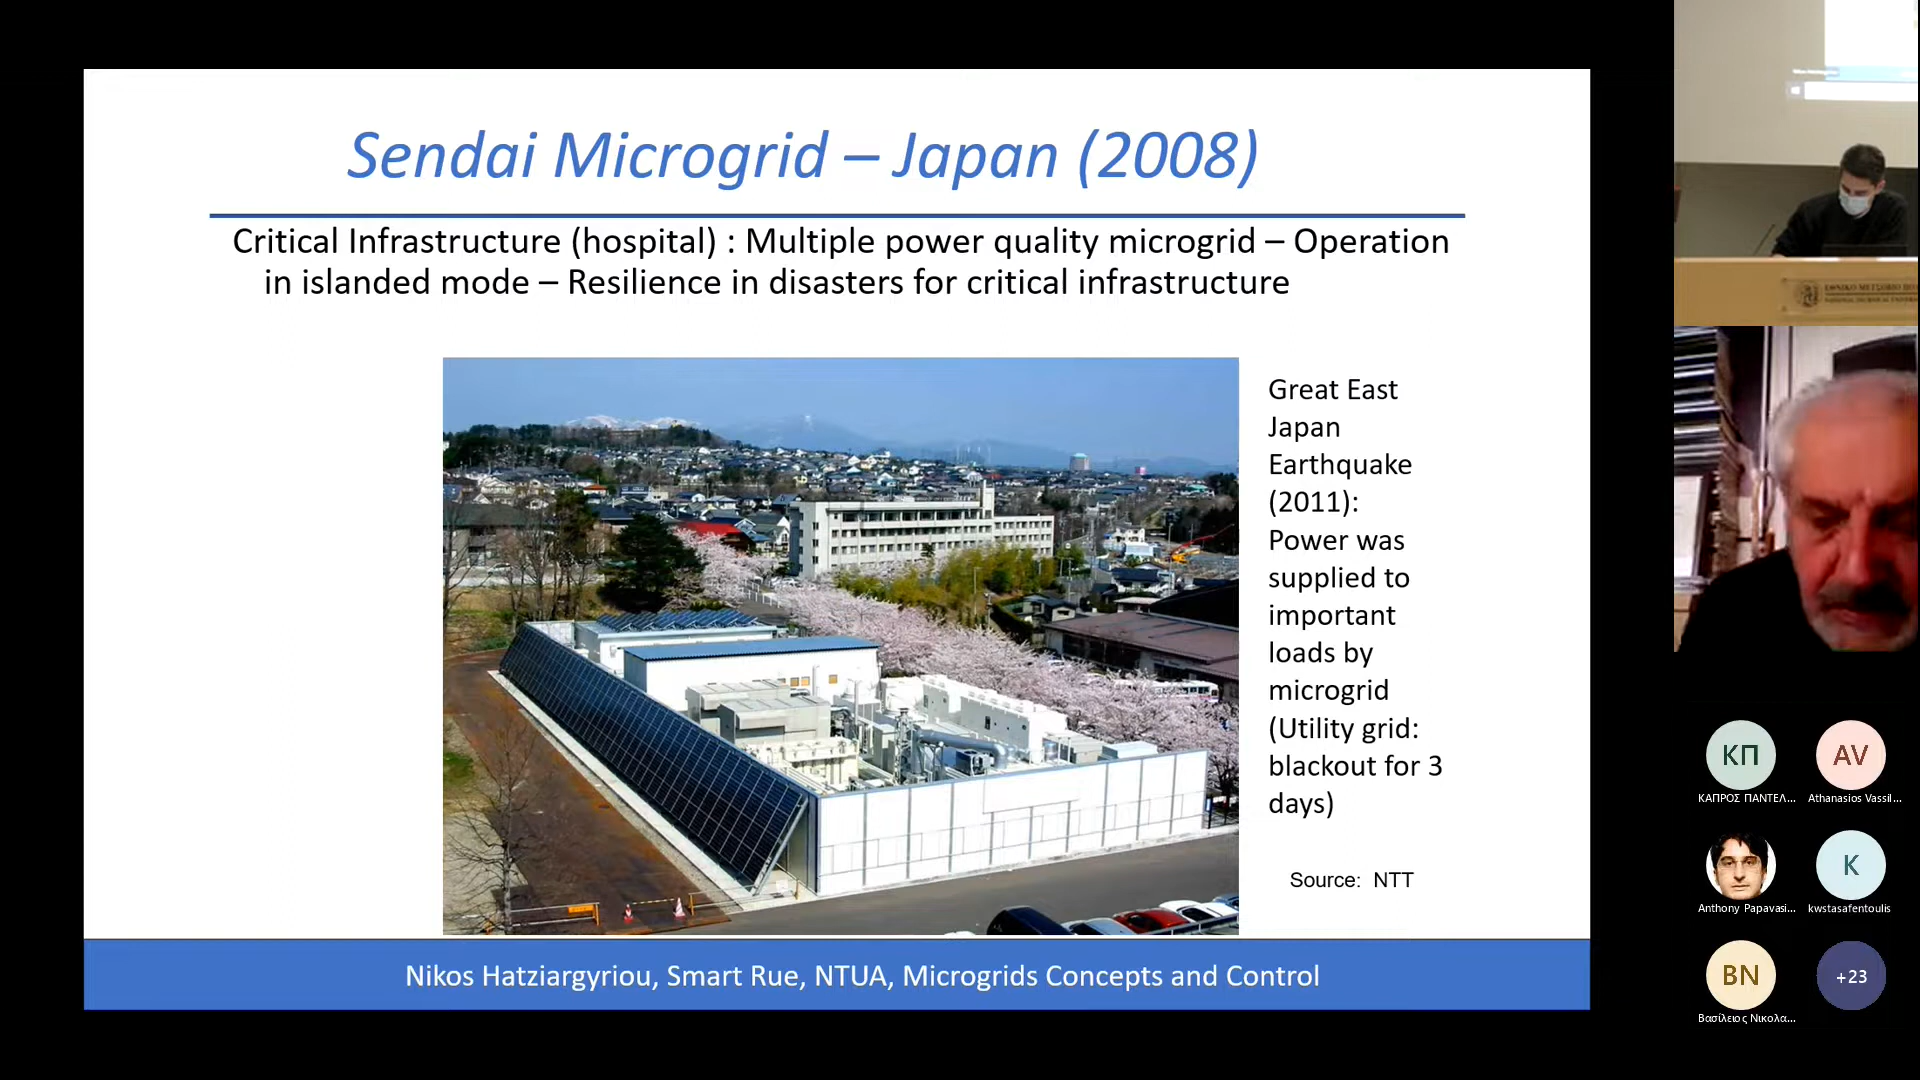 Sendai Microgrid – Japan (2008)
Critical Infrastructure (hospital) : Multiple power quality microgrid – Operation
in islanded mode – Resilience in disasters for critical infrastructure
Great East
Japan
Earthquake
(2011):
Power was
supplied to
important
loads by
microgrid
(Utility grid:
blackout for 3
days)
Source: NTT
Nikos Hatziargyriou, Smart Rue, NTUA, Microgrids Concepts and Control
ΚΠ
ΚΑΠΡΟΣ ΠΑΝΤΕΛ...
AV
Athanasios Vassil...
Anthony Papavasi...
K
kwstasafentoulis
BN
Βασίλειος Νικολα...
+23